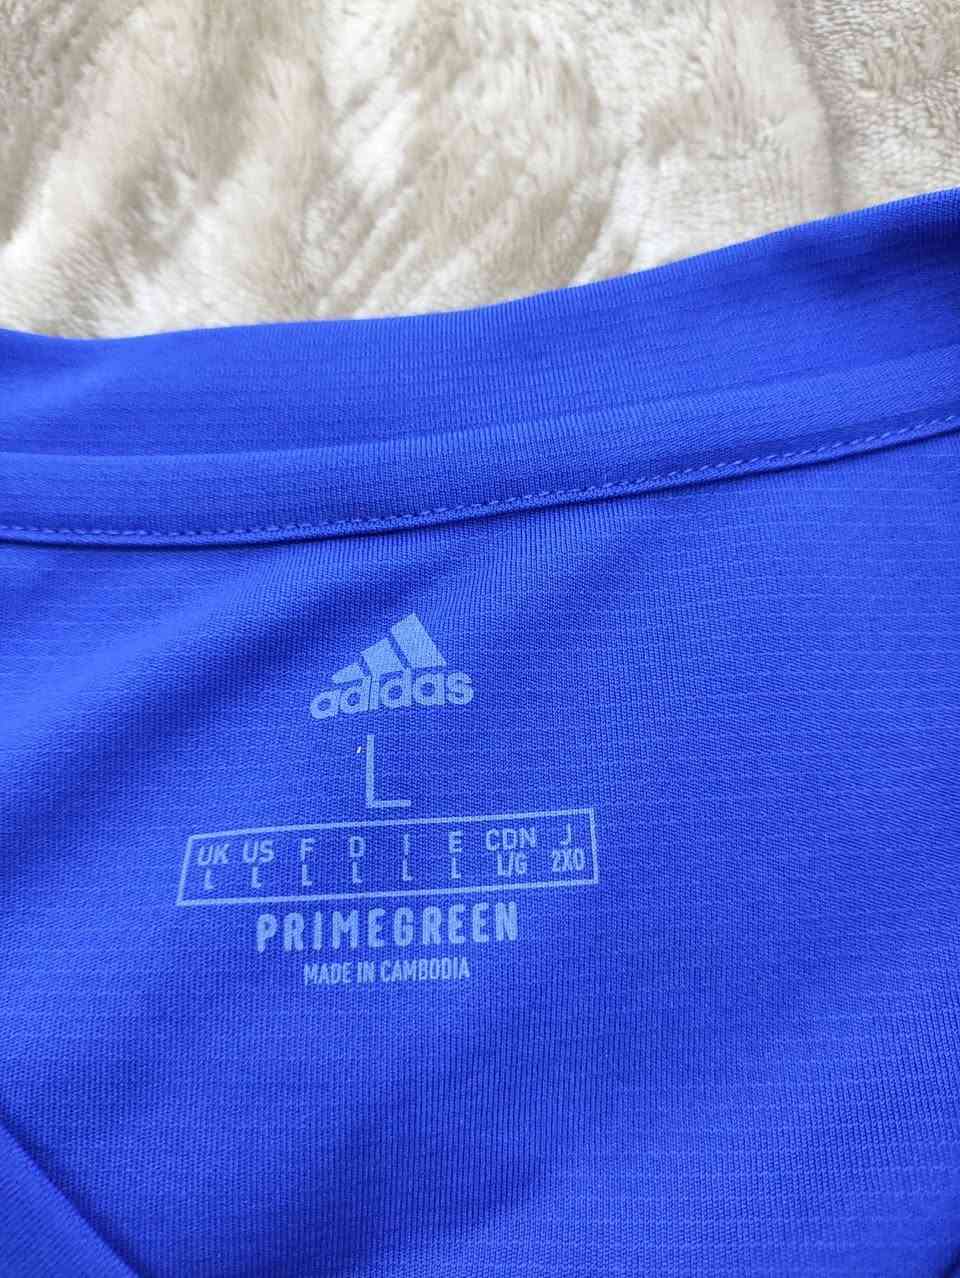 adidas
L
UK US F D I E CDN J
L L L L L L L/G 2XO
PRIMEGREEN
MADE IN CAMBODIA